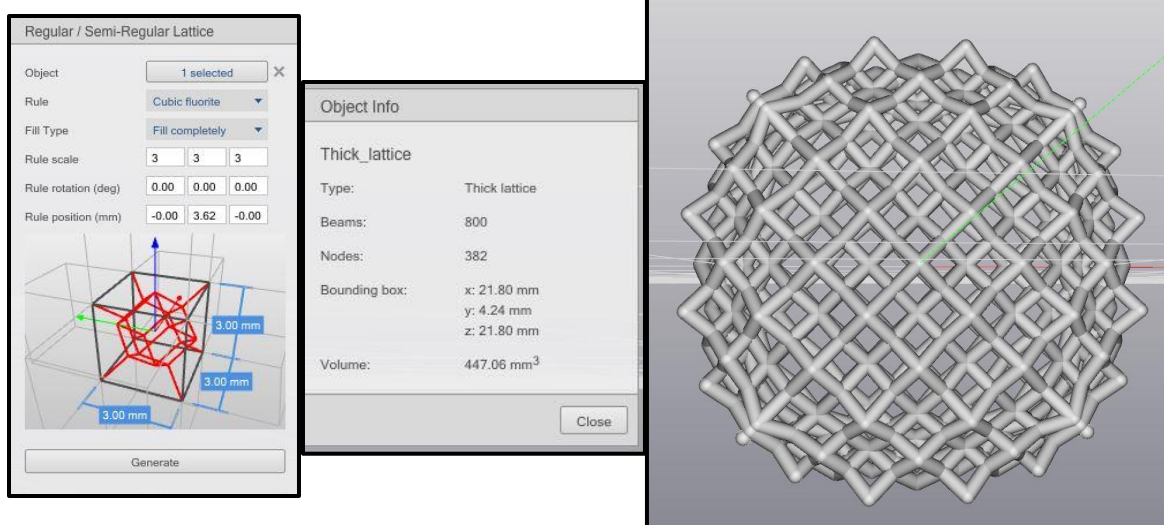 Regular / Semi-Regular Lattice
Object 1 selected ×
Rule Cubic fluorite
Fill Type Fill completely
Rule scale 3 3 3
Rule rotation (deg) 0.00 0.00 0.00
Rule position (mm) -0.00 3.62 -0.00
3.00 mm
3.00 mm
3.00 mm
Generate
Object Info
Thick_lattice
Type: Thick lattice
Beams: 800
Nodes: 382
Bounding box: x: 21.80 mm
y: 4.24 mm
z: 21.80 mm
Volume: 447.06 mm³
Close